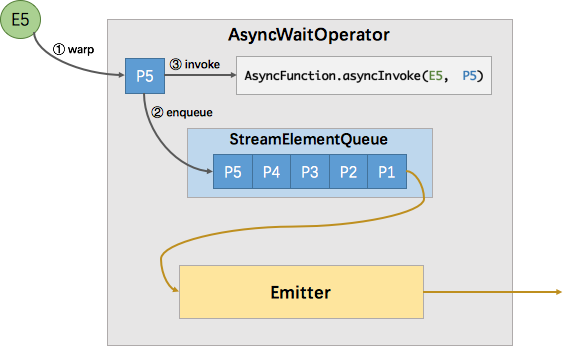 E5
AsyncWaitOperator
① warp
③ invoke
P5
AsyncFunction.asyncInvoke(E5, P5)
② enqueue
StreamElementQueue
P5 P4 P3 P2 P1
Emitter